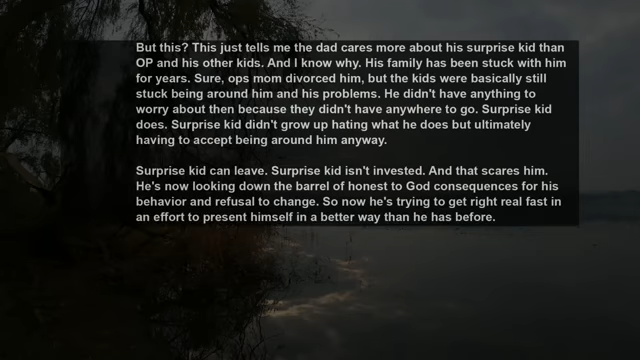 But this? This just tells me the dad cares more about his surprise kid than
OP and his other kids. And I know why. His family has been stuck with him
for years. Sure, ops mom divorced him, but the kids were basically still
stuck being around him and his problems. He didn't have anything to
worry about then because they didn't have anywhere to go. Surprise kid
does. Surprise kid didn't grow up hating what he does but ultimately
having to accept being around him anyway.

Surprise kid can leave. Surprise kid isn't invested. And that scares him.
He's now looking down the barrel of honest to God consequences for his
behavior and refusal to change. So now he's trying to get right real fast in
an effort to present himself in a better way than he has before.